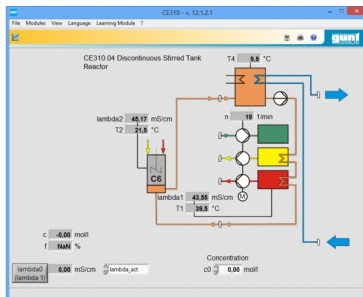 CE310 - v. 12.1.2.1
File Modules View Language Learning Module ?
gunt
CE310.04 Discontinuous Stirred Tank
Reactor
T4 9,5 °C
lambda2 45,17 mS/cm
T2 21,8 °C
n 19 1/min
C6
lambda1 43,55 mS/cm
T1 39,8 °C
M
c -0,00 mol/l
f NaN %
lambda0
(lambda 1)
0,00 mS/cm lambda_act
Concentration
c0 0,00 mol/l